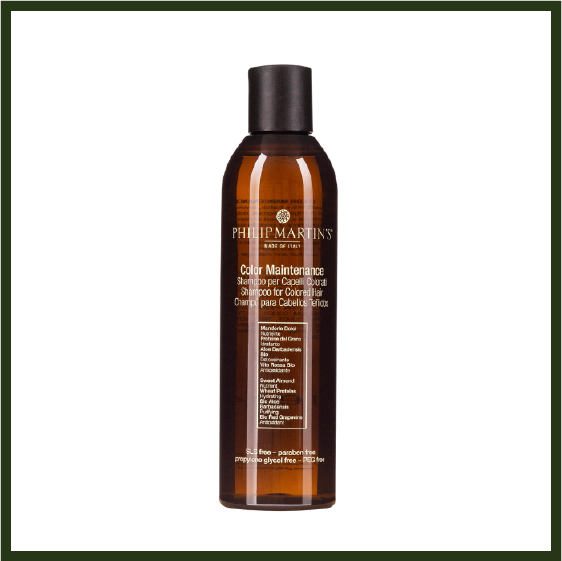 PHILIP MARTIN'S
MADE OF ITALY
Color Maintenance
Shampoo per Capelli Colorati
Shampoo for Colored Hair
Champú para Cabellos Teñidos
Mandorle Dolci
Nutriente
Proteine del Grano
Idratante
Aloe Barbadensis
Bio
Vite Rossa Bio
Antiossidante
Sweet Almond
Nutrient
Wheat Proteins
Hydrating
Bio Aloe
Barbadensis
Purifying
Bio Red Grapevine
Antioxidant
SLS free – paraben free
propylene glycol free – PEG free